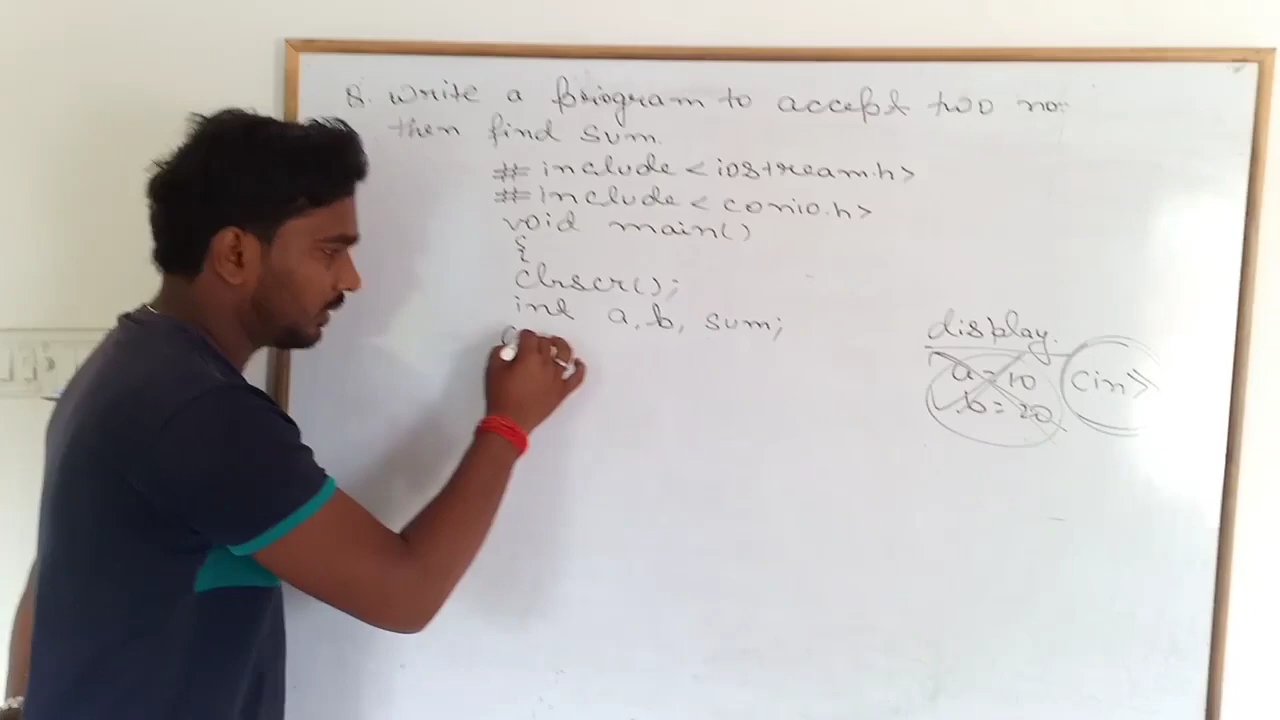 Q. Write a program to accept two no:
then find sum.
# include <iostream.h>
# include <conio.h>
void main()
{
clrscr();
int a, b, sum;
display.
a = 10
b = 20
cin>>